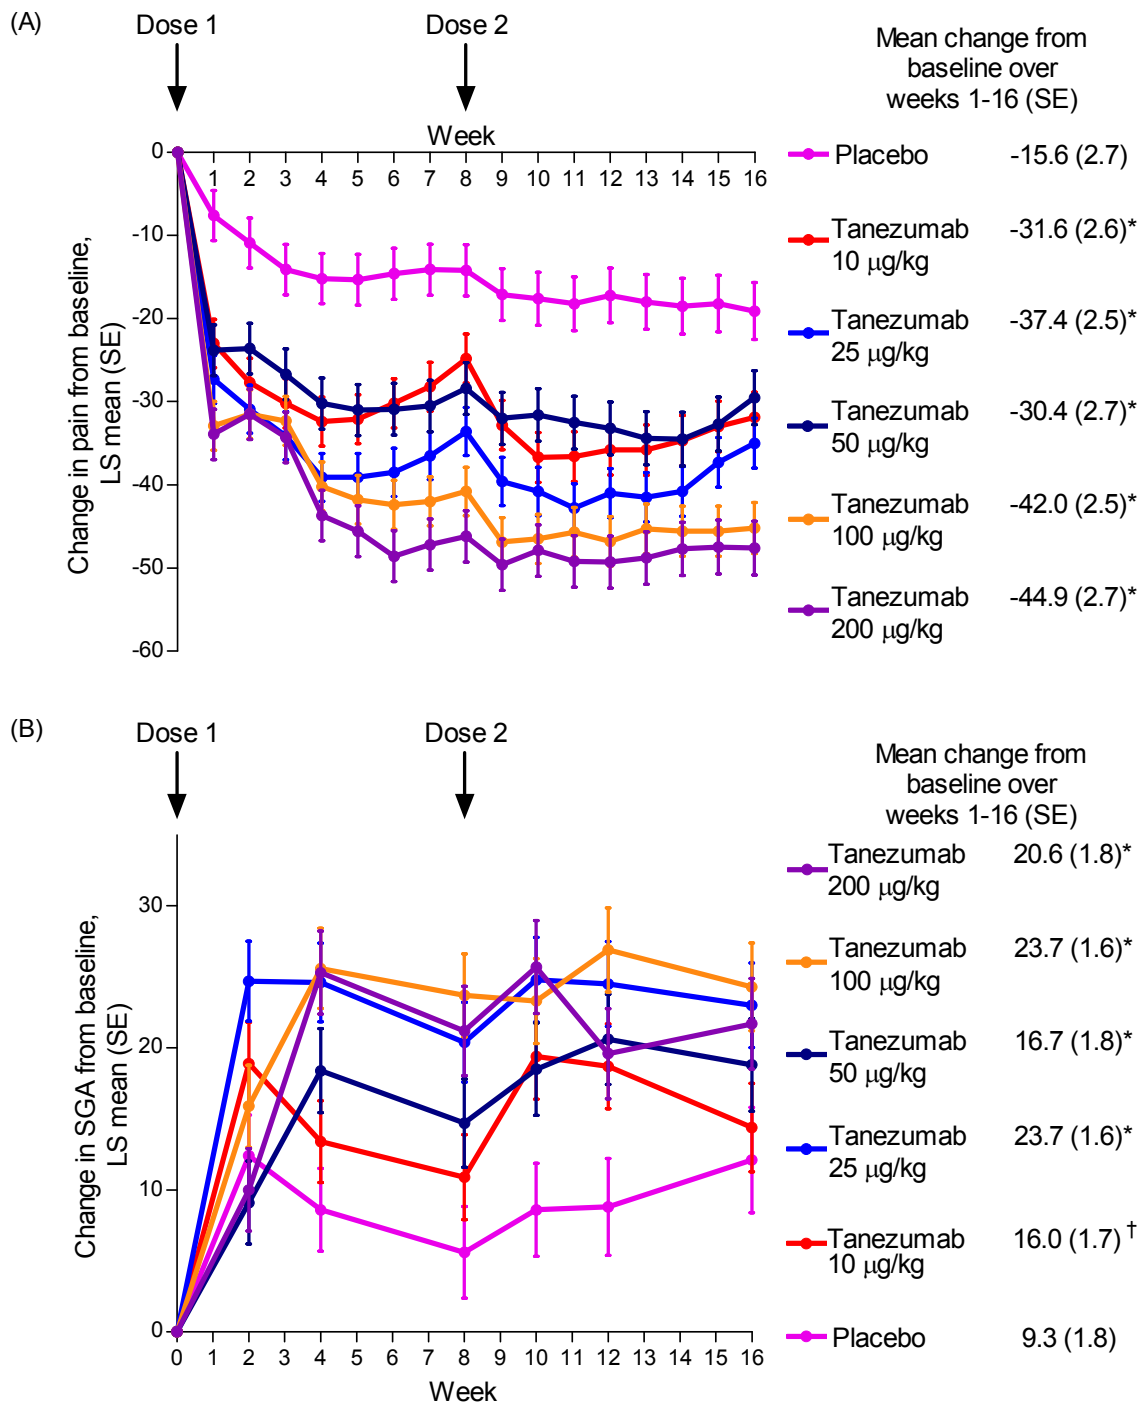 (A)
Dose 1
Dose 2
Mean change from
baseline over
weeks 1-16 (SE)
Week
0
1 2 3 4 5 6 7 8 9 10 11 12 13 14 15 16
-10
-20
-30
-40
-50
-60
Change in pain from baseline,
LS mean (SE)
Placebo -15.6 (2.7)
Tanezumab -31.6 (2.6)*
10 μg/kg
Tanezumab -37.4 (2.5)*
25 μg/kg
Tanezumab -30.4 (2.7)*
50 μg/kg
Tanezumab -42.0 (2.5)*
100 μg/kg
Tanezumab -44.9 (2.7)*
200 μg/kg
(B)
Dose 1
Dose 2
Mean change from
baseline over
weeks 1-16 (SE)
30
20
10
0
Change in SGA from baseline,
LS mean (SE)
0 1 2 3 4 5 6 7 8 9 10 11 12 13 14 15 16
Week
Tanezumab 20.6 (1.8)*
200 μg/kg
Tanezumab 23.7 (1.6)*
100 μg/kg
Tanezumab 16.7 (1.8)*
50 μg/kg
Tanezumab 23.7 (1.6)*
25 μg/kg
Tanezumab 16.0 (1.7) †
10 μg/kg
Placebo 9.3 (1.8)